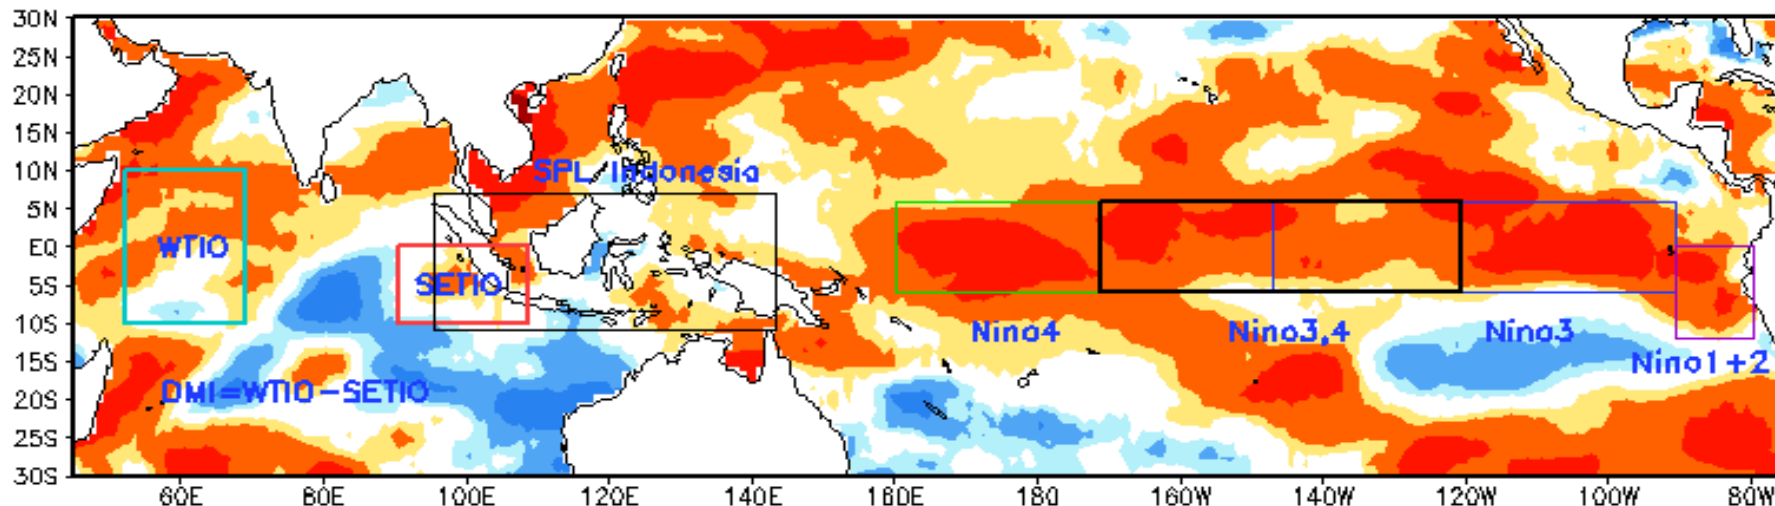 30N
25N
20N
15N
10N
5N
EQ
5S
10S
15S
20S
25S
30S
SPL Indonesia
WTIO
SETIO
Nino4
Nino3,4
Nino3
Nino1+2
DMI=WTIO-SETIO
60E 80E 100E 120E 140E 160E 180 160W 140W 120W 100W 80W